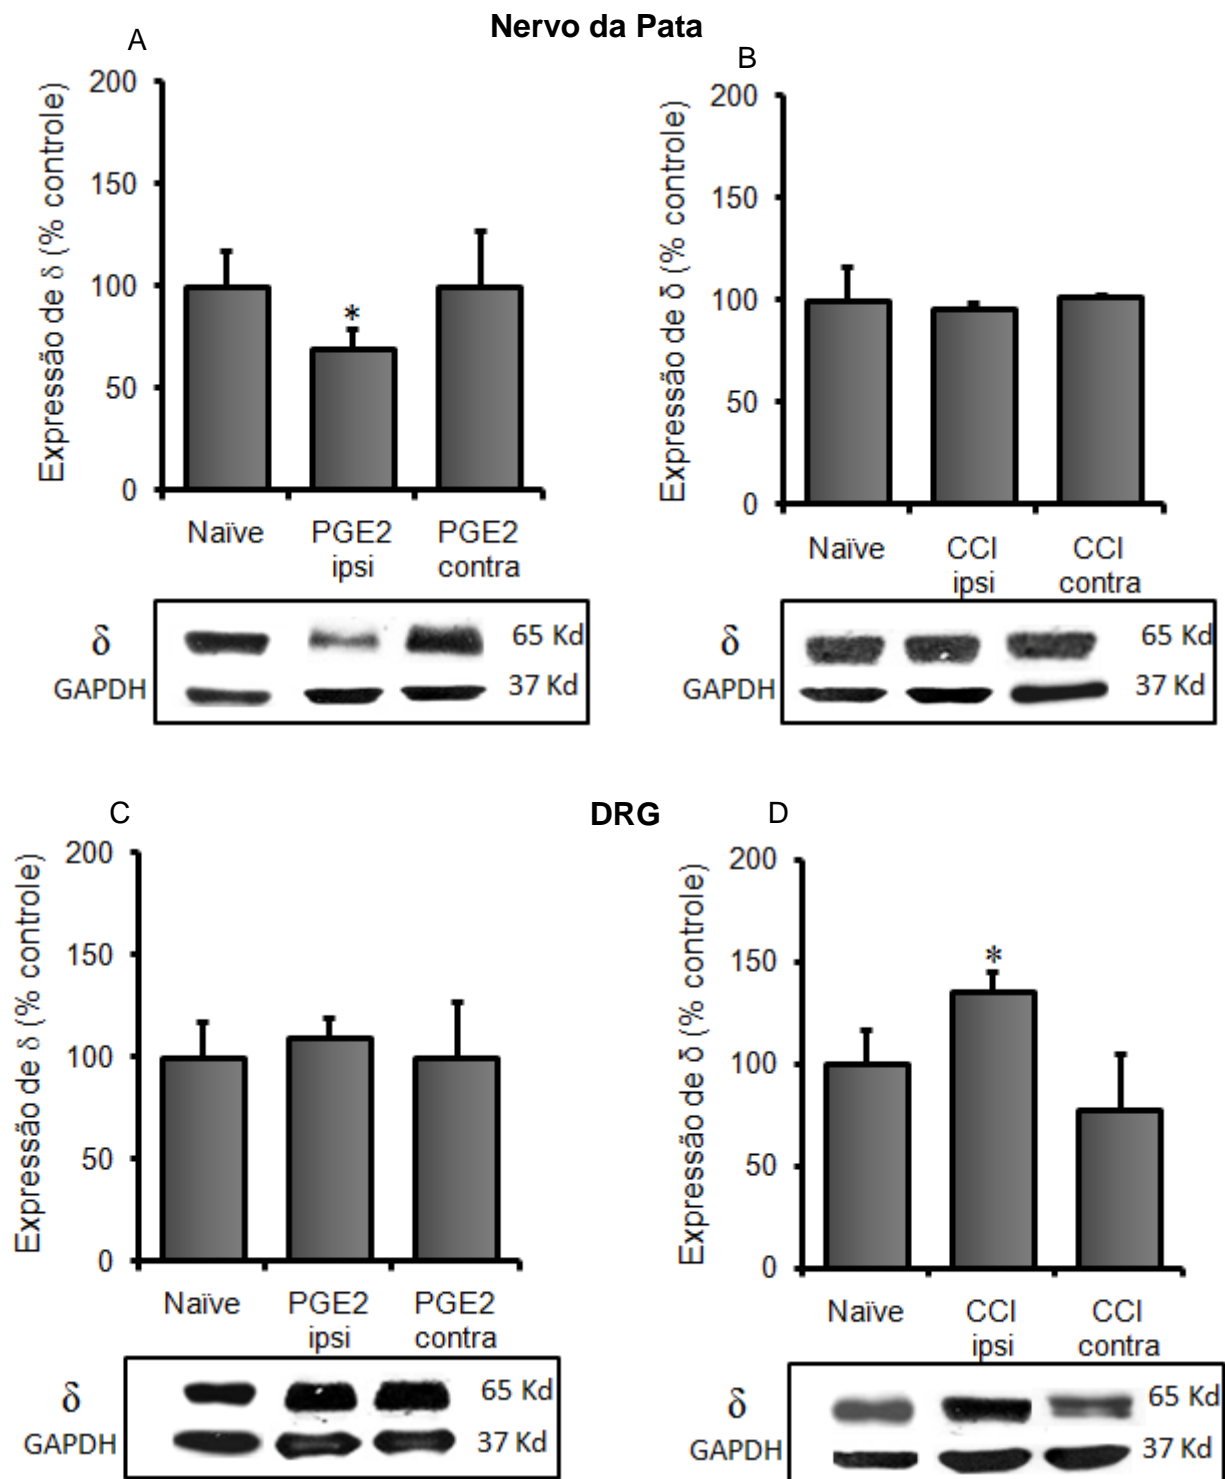 Nervo da Pata
A
Expressão de δ (% controle)
200
150
100
50
0
*
Naïve
PGE2 ipsi
PGE2 contra
δ
65 Kd
GAPDH
37 Kd
B
Expressão de δ (% controle)
200
150
100
50
0
Naïve
CCI ipsi
CCI contra
δ
65 Kd
GAPDH
37 Kd
DRG
C
Expressão de δ (% controle)
200
150
100
50
0
Naïve
PGE2 ipsi
PGE2 contra
δ
65 Kd
GAPDH
37 Kd
D
Expressão de δ (% controle)
200
150
100
50
0
*
Naïve
CCI ipsi
CCI contra
δ
65 Kd
GAPDH
37 Kd